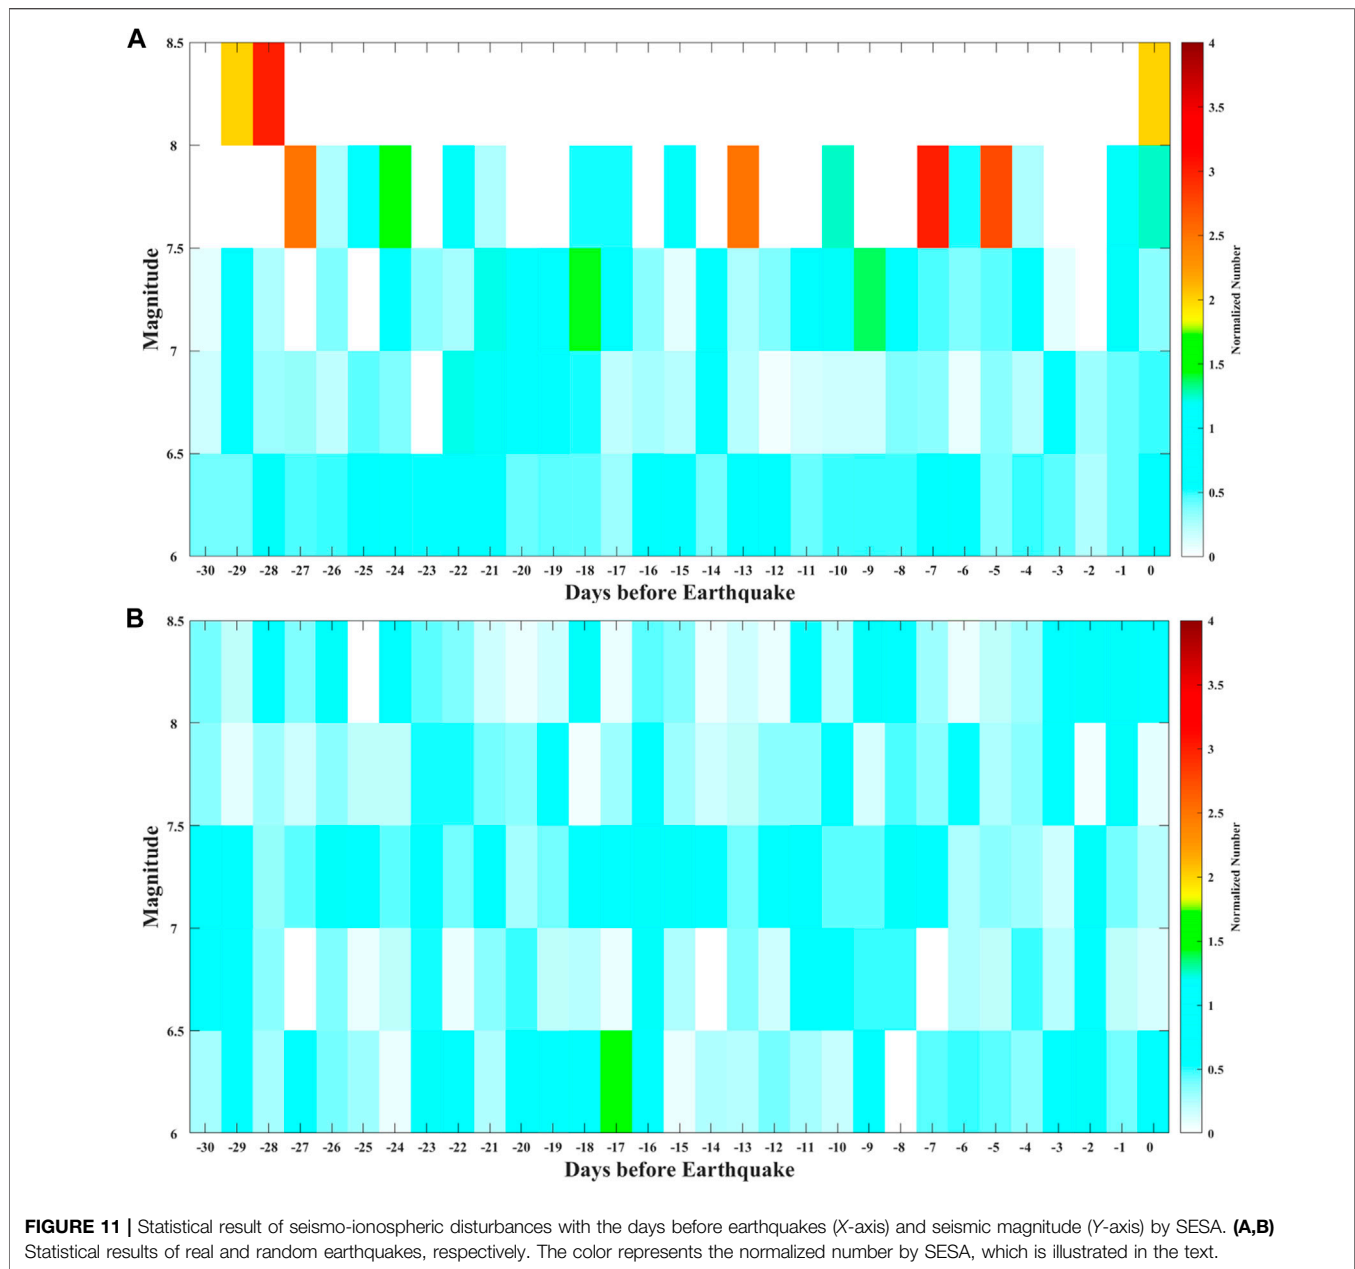 A
8.5
8
7.5
7
6.5
6
Magnitude
-30 -29 -28 -27 -26 -25 -24 -23 -22 -21 -20 -19 -18 -17 -16 -15 -14 -13 -12 -11 -10 -9 -8 -7 -6 -5 -4 -3 -2 -1 0
Days before Earthquake
4
3.5
3
2.5
2
1.5
1
0.5
0
Normalized Number
B
8.5
8
7.5
7
6.5
6
Magnitude
-30 -29 -28 -27 -26 -25 -24 -23 -22 -21 -20 -19 -18 -17 -16 -15 -14 -13 -12 -11 -10 -9 -8 -7 -6 -5 -4 -3 -2 -1 0
Days before Earthquake
4
3.5
3
2.5
2
1.5
1
0.5
0
Normalized Number
FIGURE 11 | Statistical result of seismo-ionospheric disturbances with the days before earthquakes (X-axis) and seismic magnitude (Y-axis) by SESA. (A,B)
Statistical results of real and random earthquakes, respectively. The color represents the normalized number by SESA, which is illustrated in the text.